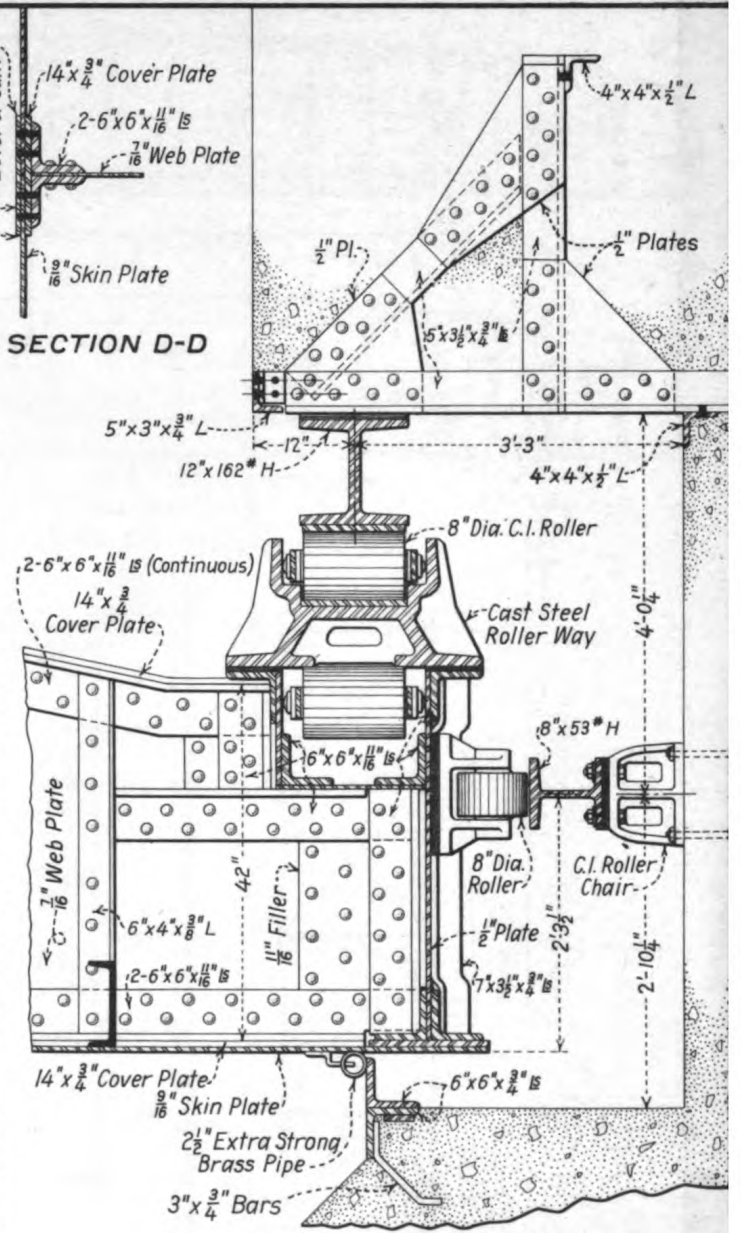 14"x 3/4" Cover Plate
2-6"x6"x 11/16" Ls
7/16" Web Plate
9/16" Skin Plate
SECTION D-D
4"x4"x 1/2" L
1/2" Pl.
1/2" Plates
5"x3 1/2"x 3/4" Ls
5"x3"x 3/4" L
12"
3'-3"
12"x 162# H
4"x4"x 1/2" L
8" Dia. C.I. Roller
2-6"x 6"x 11/16" Ls (Continuous)
14"x 3/4"
Cover Plate
Cast Steel
Roller Way
4'-0 1/4"
8"x 53# H
6"x 6"x 11/16" Ls
7/16" Web Plate
42"
11/16" Filler
8" Dia.
Roller
C.I. Roller
Chair
6"x4"x 3/8" L
1/2" Plate
2'3 1/2"
2'-10 1/4"
2-6"x6"x 11/16" Ls
7"x3 1/2"x 3/4" Ls
14"x 3/4" Cover Plate
9/16" Skin Plate
6"x6"x 3/4" Ls
2 1/2" Extra Strong
Brass Pipe
3"x 3/4" Bars